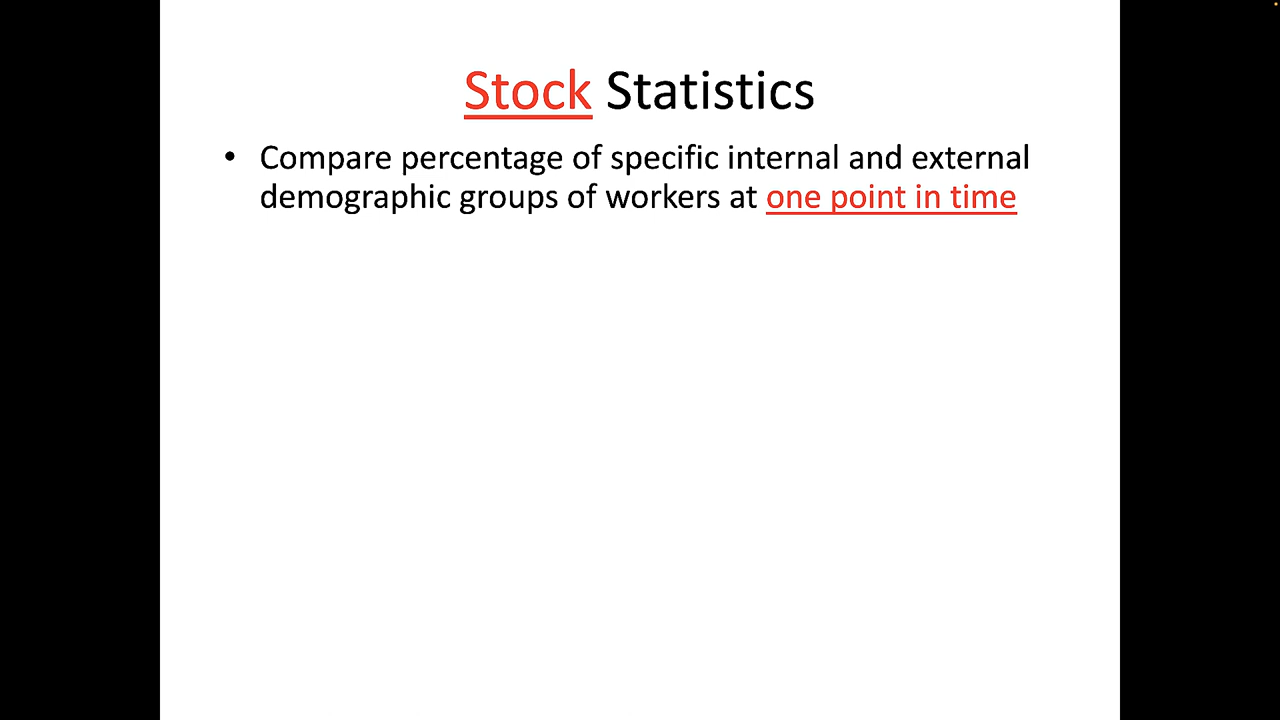 Stock Statistics
• Compare percentage of specific internal and external
demographic groups of workers at one point in time